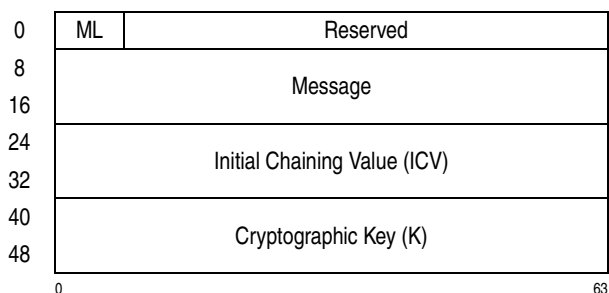 0 ML Reserved
8
Message
16
24
Initial Chaining Value (ICV)
32
40
Cryptographic Key (K)
48
0 63